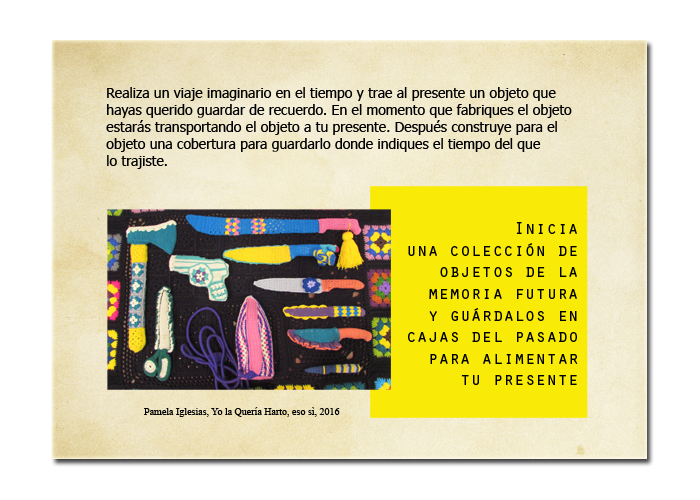 Realiza un viaje imaginario en el tiempo y trae al presente un objeto que
hayas querido guardar de recuerdo. En el momento que fabriques el objeto
estarás transportando el objeto a tu presente. Después construye para el
objeto una cobertura para guardarlo donde indiques el tiempo del que
lo trajiste.
Inicia
una colección de
objetos de la
memoria futura
y guárdalos en
cajas del pasado
para alimentar
tu presente
Pamela Iglesias, Yo la Quería Harto, eso si, 2016